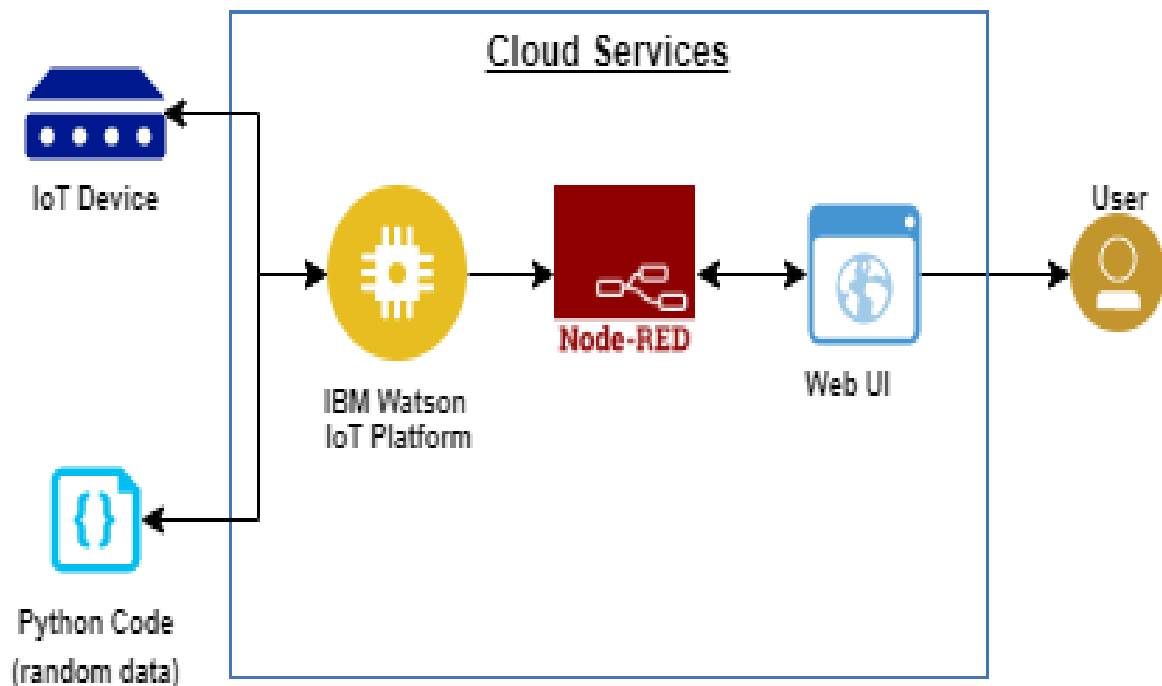 Cloud Services
IoT Device
User
Node-RED
Web UI
IBM Watson
IoT Platform
Python Code
(random data)